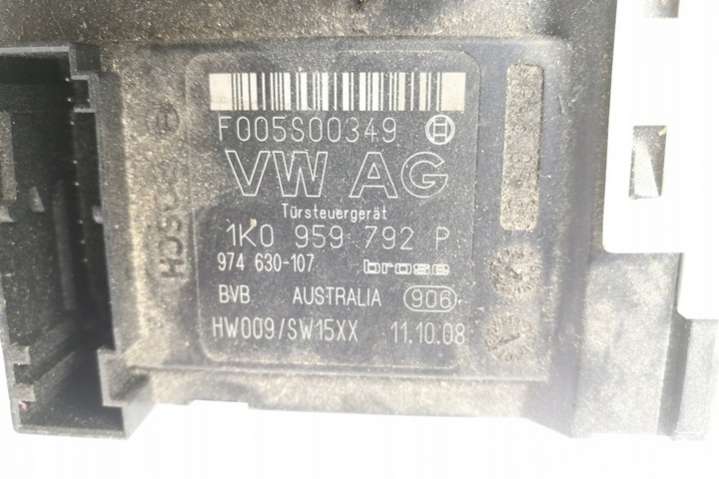 F005S00349
VW AG
Türsteuergerät
1K0 959 792 P
974 630-107 brose
BVB AUSTRALIA 906
HW009/SW15XX 11.10.08
BOSCH